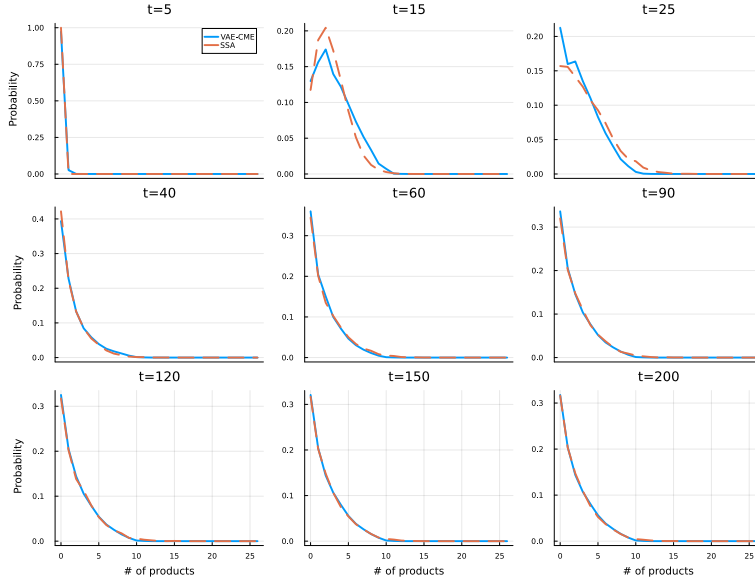 t=5
t=15
t=25
Probability
1.00
0.75
0.50
0.25
0.00
VAE-CME
SSA
0.20
0.15
0.10
0.05
0.00
0.20
0.15
0.10
0.05
0.00
t=40
t=60
t=90
Probability
0.4
0.3
0.2
0.1
0.0
0.3
0.2
0.1
0.0
0.3
0.2
0.1
0.0
t=120
t=150
t=200
Probability
0.3
0.2
0.1
0.0
0 5 10 15 20 25
# of products
0.3
0.2
0.1
0.0
0 5 10 15 20 25
# of products
0.3
0.2
0.1
0.0
0 5 10 15 20 25
# of products